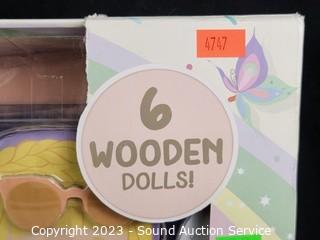 4747
6
WOODEN
DOLLS!
Copyright 2023 - Sound Auction Service